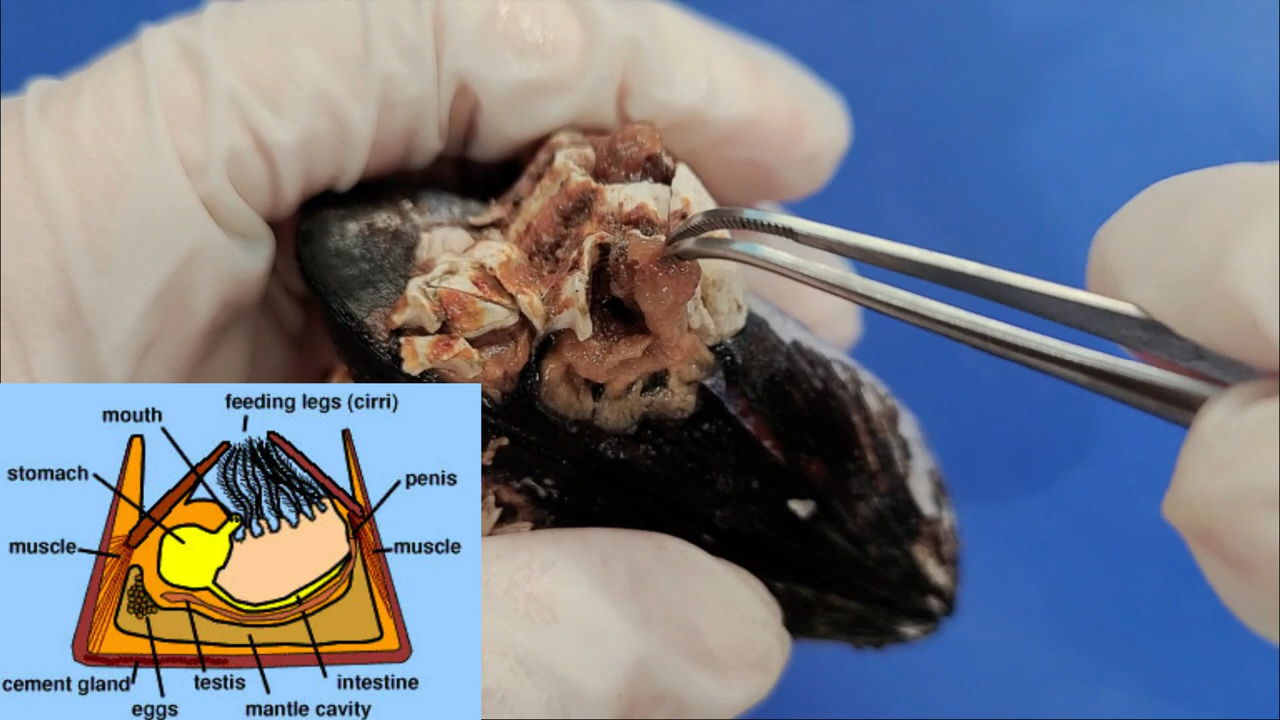 feeding legs (cirri)
mouth
stomach
penis
muscle
muscle
cement gland
testis
intestine
eggs
mantle cavity